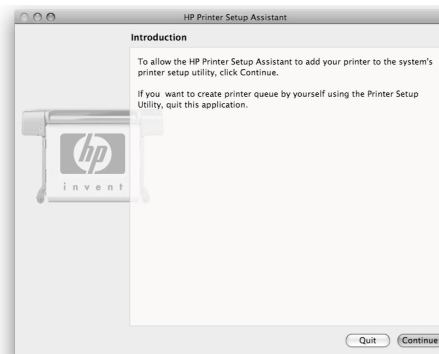 HP Printer Setup Assistant
Introduction
To allow the HP Printer Setup Assistant to add your printer to the system's
printer setup utility, click Continue.
If you want to create printer queue by yourself using the Printer Setup
Utility, quit this application.
hp
invent
Quit
Continue